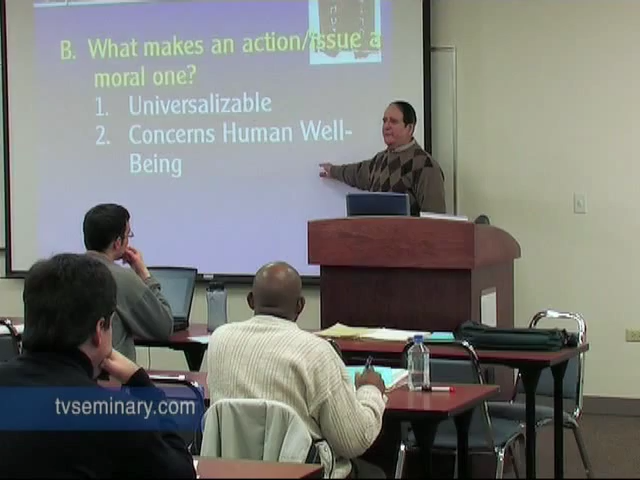 B. What makes an action/issue a
moral one?
1. Universalizable
2. Concerns Human Well-
Being
tvseminary.com